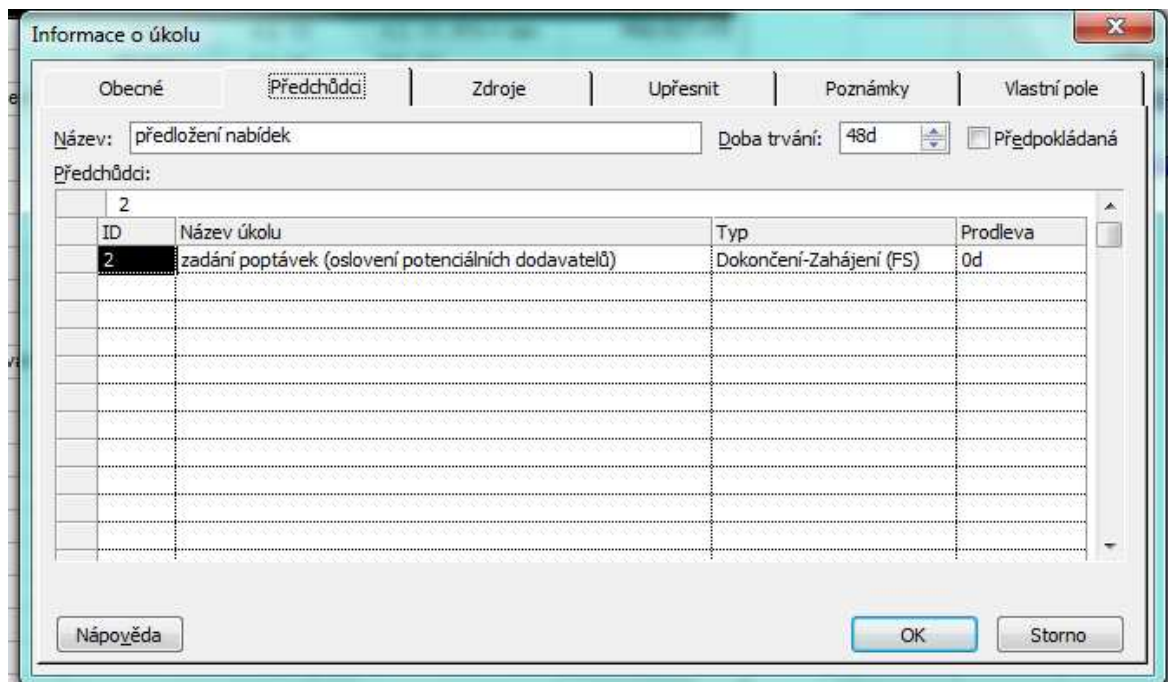 Informace o úkolu
Obecné Předchůdci Zdroje Upřesnit Poznámky Vlastní pole
Název: předložení nabídek Doba trvání: 48d Předpokládaná
Předchůdci:
2
ID Název úkolu Typ Prodleva
2 zadání poptávek (oslovení potenciálních dodavatelů) Dokončení-Zahájení (FS) 0d
Nápověda OK Storno